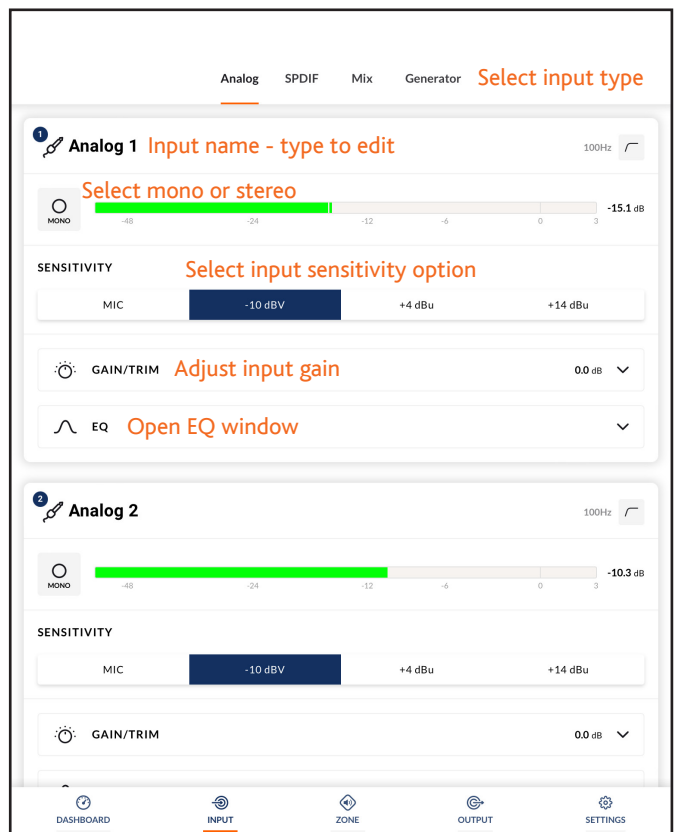 Analog SPDIF Mix Generator Select input type
1 Analog 1 Input name - type to edit 100Hz
Select mono or stereo
MONO -15.1 dB
-48 -24 -12 -6 0 3
SENSITIVITY Select input sensitivity option
MIC -10 dBV +4 dBu +14 dBu
GAIN/TRIM Adjust input gain 0.0 dB
EQ Open EQ window
2 Analog 2 100Hz
MONO -10.3 dB
-48 -24 -12 -6 0 3
SENSITIVITY
MIC -10 dBV +4 dBu +14 dBu
GAIN/TRIM 0.0 dB
DASHBOARD INPUT ZONE OUTPUT SETTINGS